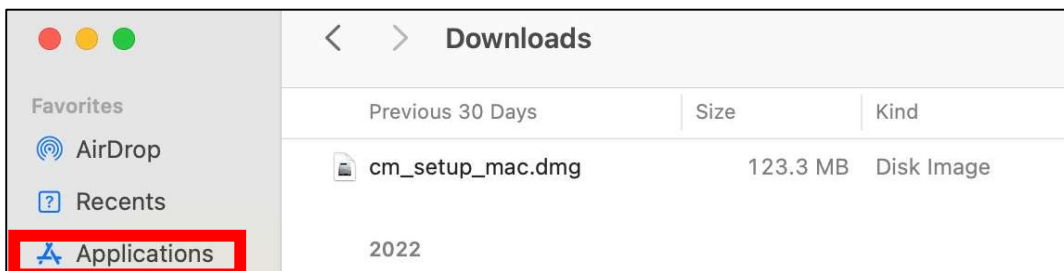 Downloads
Favorites
AirDrop
Recents
Applications
Previous 30 Days Size Kind
cm_setup_mac.dmg 123.3 MB Disk Image
2022